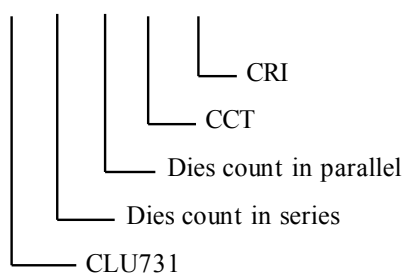 CRI
CCT
Dies count in parallel
Dies count in series
CLU731